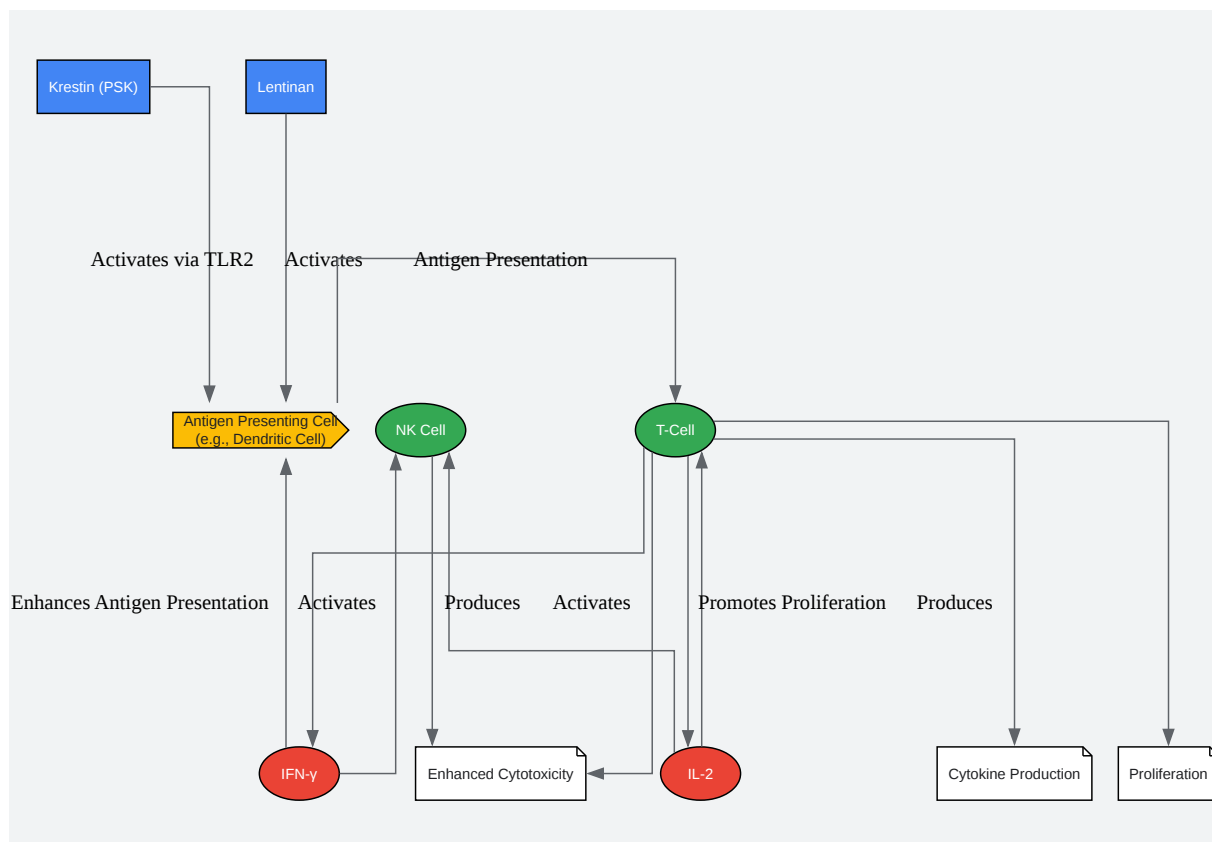 Krestin (PSK)
Lentinan
Activates via TLR2
Activates
Antigen Presentation
Antigen Presenting Cell
(e.g., Dendritic Cell)
NK Cell
T-Cell
Enhances Antigen Presentation
Activates
Produces
Activates
Promotes Proliferation
Produces
IFN-γ
Enhanced Cytotoxicity
IL-2
Cytokine Production
Proliferation